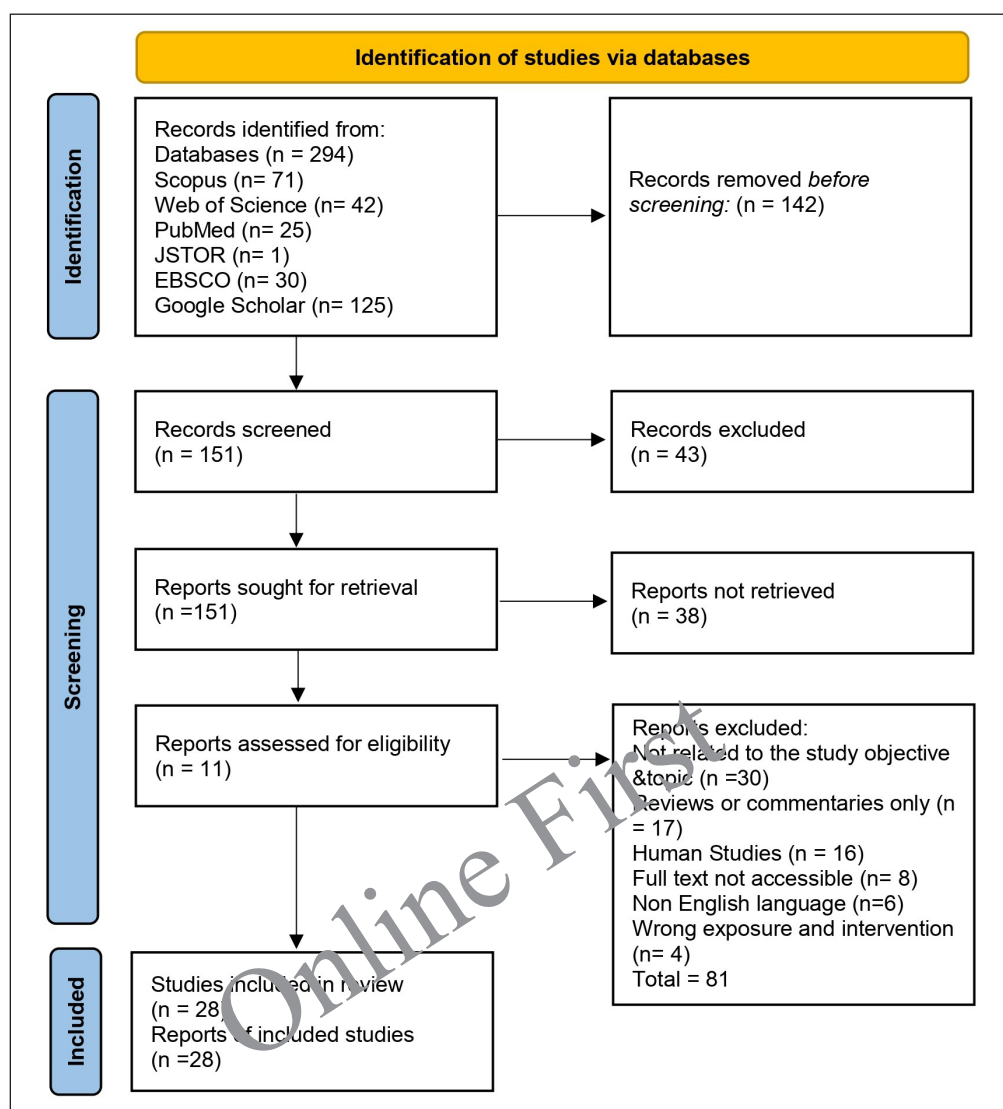 Identification of studies via databases
Identification
Records identified from:
Databases (n = 294)
Scopus (n= 71)
Web of Science (n= 42)
PubMed (n= 25)
JSTOR (n= 1)
EBSCO (n= 30)
Google Scholar (n= 125)
Records removed before
screening: (n = 142)
Screening
Records screened
(n = 151)
Records excluded
(n = 43)
Reports sought for retrieval
(n =151)
Reports not retrieved
(n = 38)
Reports assessed for eligibility
(n = 11)
Reports excluded:
Not related to the study objective
&topic (n =30)
Reviews or commentaries only (n
= 17)
Human Studies (n = 16)
Full text not accessible (n= 8)
Non English language (n=6)
Wrong exposure and intervention
(n= 4)
Total = 81
Included
Studies included in review
(n = 28)
Reports of included studies
(n =28)
Online First